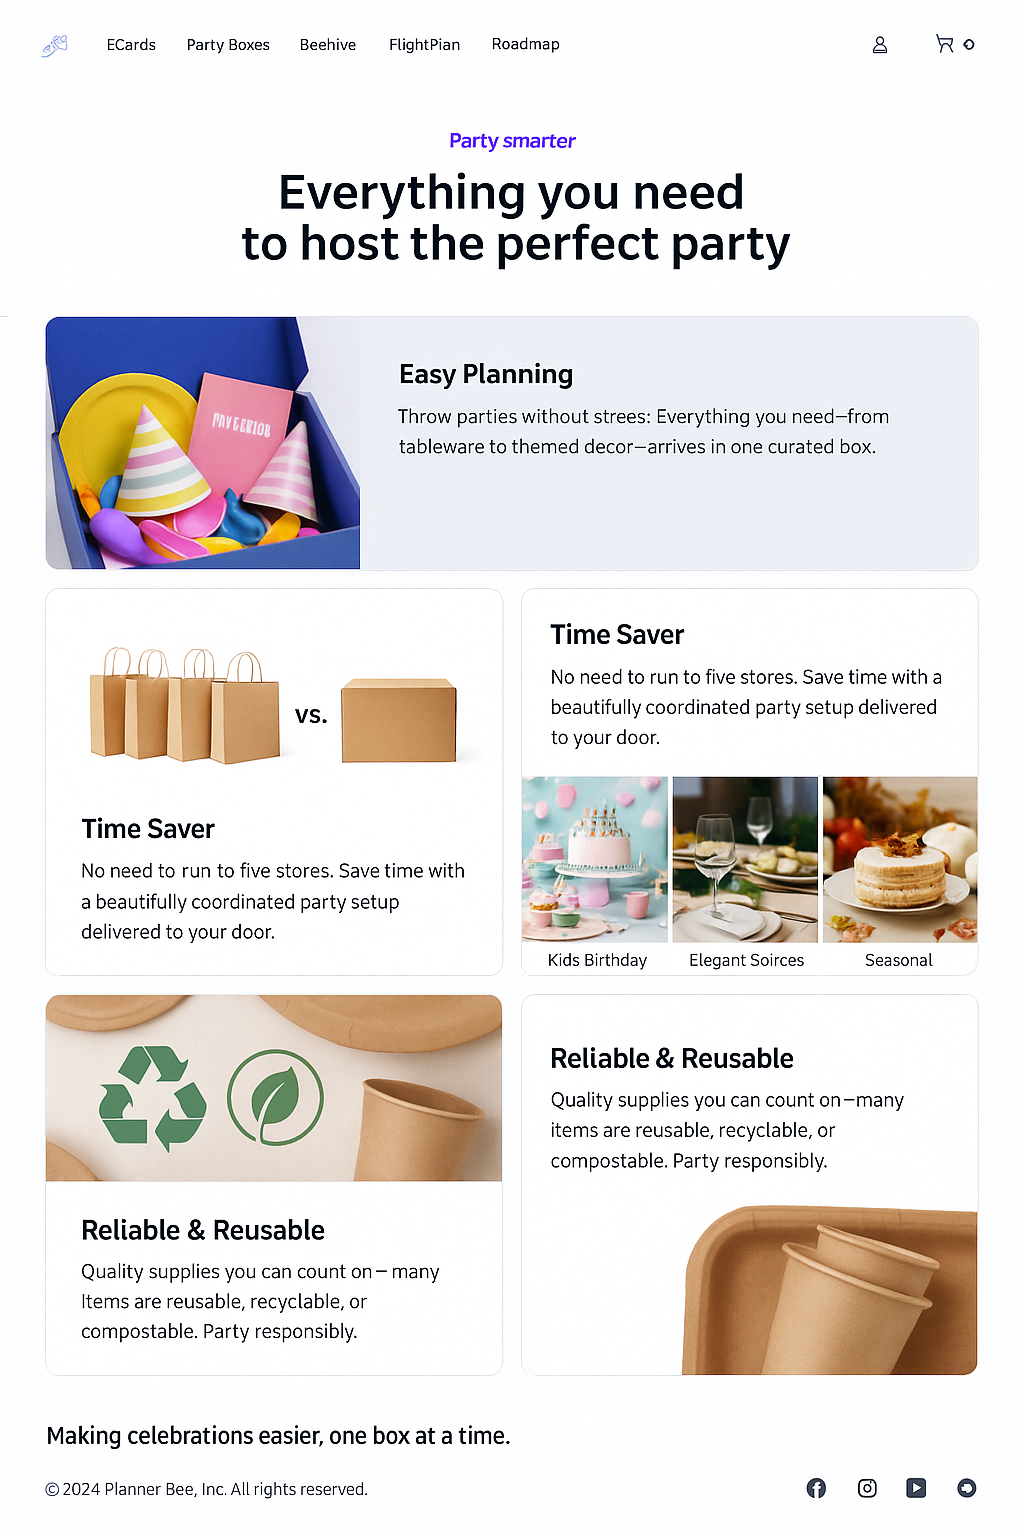 ECards
Party Boxes
Beehive
FlightPian
Roadmap
Party smarter
Everything you need
to host the perfect party
Easy Planning
Throw parties without strees: Everything you need—from
tableware to themed decor—arrives in one curated box.
vs.
Time Saver
No need to run to five stores. Save time with
a beautifully coordinated party setup
delivered to your door.
Time Saver
No need to run to five stores. Save time with a
beautifully coordinated party setup delivered
to your door.
Kids Birthday
Elegant Soirces
Seasonal
Reliable & Reusable
Quality supplies you can count on— many
Items are reusable, recyclable, or
compostable. Party responsibly.
Reliable & Reusable
Quality supplies you can count on—many
items are reusable, recyclable, or
compostable. Party responsibly.
Making celebrations easier, one box at a time.
© 2024 Planner Bee, Inc. All rights reserved.